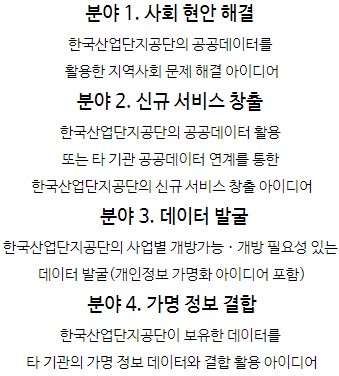 분야 1. 사회 현안 해결
한국산업단지공단의 공공데이터를
활용한 지역사회 문제 해결 아이디어
분야 2. 신규 서비스 창출
한국산업단지공단의 공공데이터 활용
또는 타 기관 공공데이터 연계를 통한
한국산업단지공단의 신규 서비스 창출 아이디어
분야 3. 데이터 발굴
한국산업단지공단의 사업별 개방가능 · 개방 필요성 있는
데이터 발굴(개인정보 가명화 아이디어 포함)
분야 4. 가명 정보 결합
한국산업단지공단이 보유한 데이터를
타 기관의 가명 정보 데이터와 결합 활용 아이디어